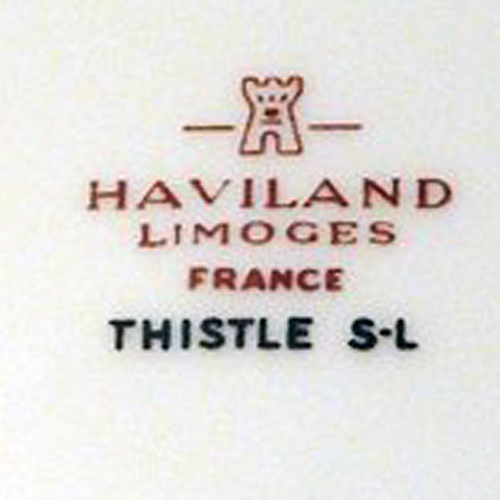 HAVILAND
LIMOGES
FRANCE
THISTLE S-L